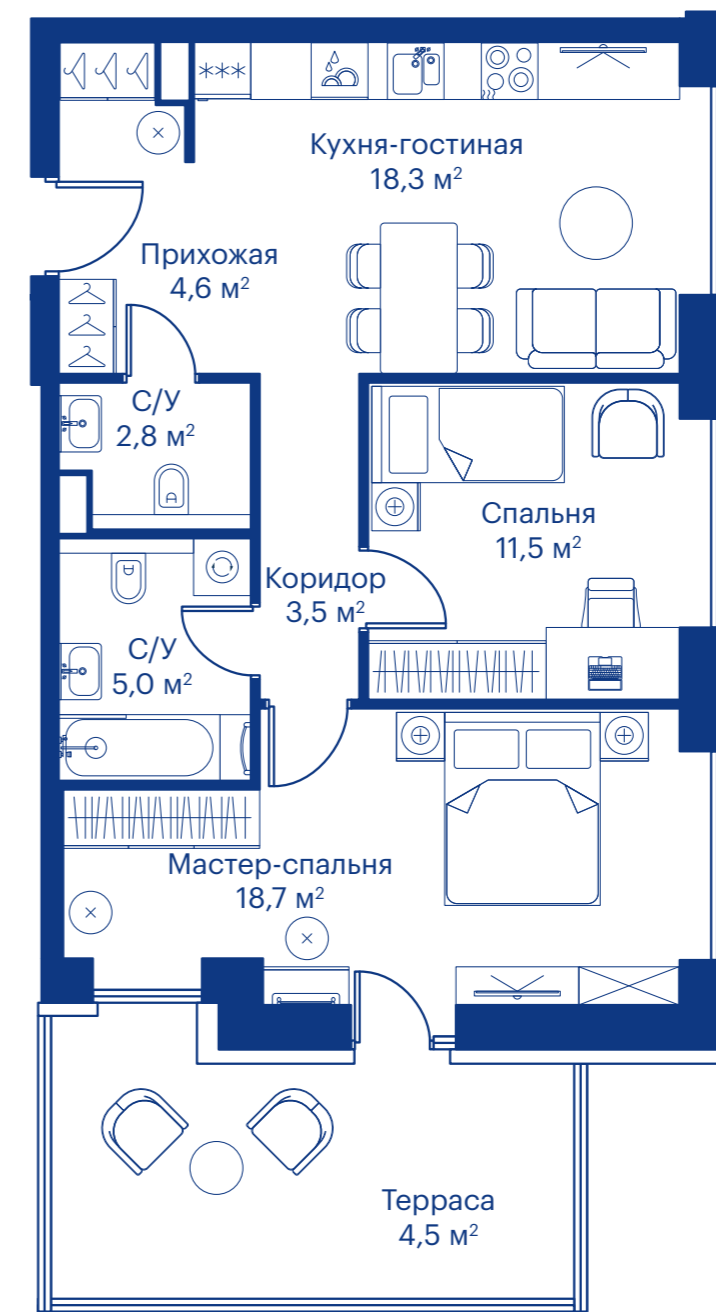 Кухня-гостиная
18,3 м²
Прихожая
4,6 м²
С/У
2,8 м²
Спальня
11,5 м²
Коридор
3,5 м²
С/У
5,0 м²
Мастер-спальня
18,7 м²
Терраса
4,5 м²